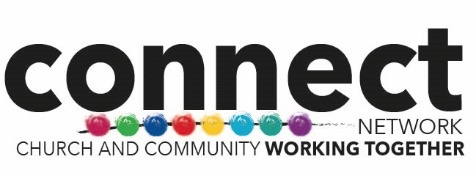 connect
NETWORK
CHURCH AND COMMUNITY WORKING TOGETHER